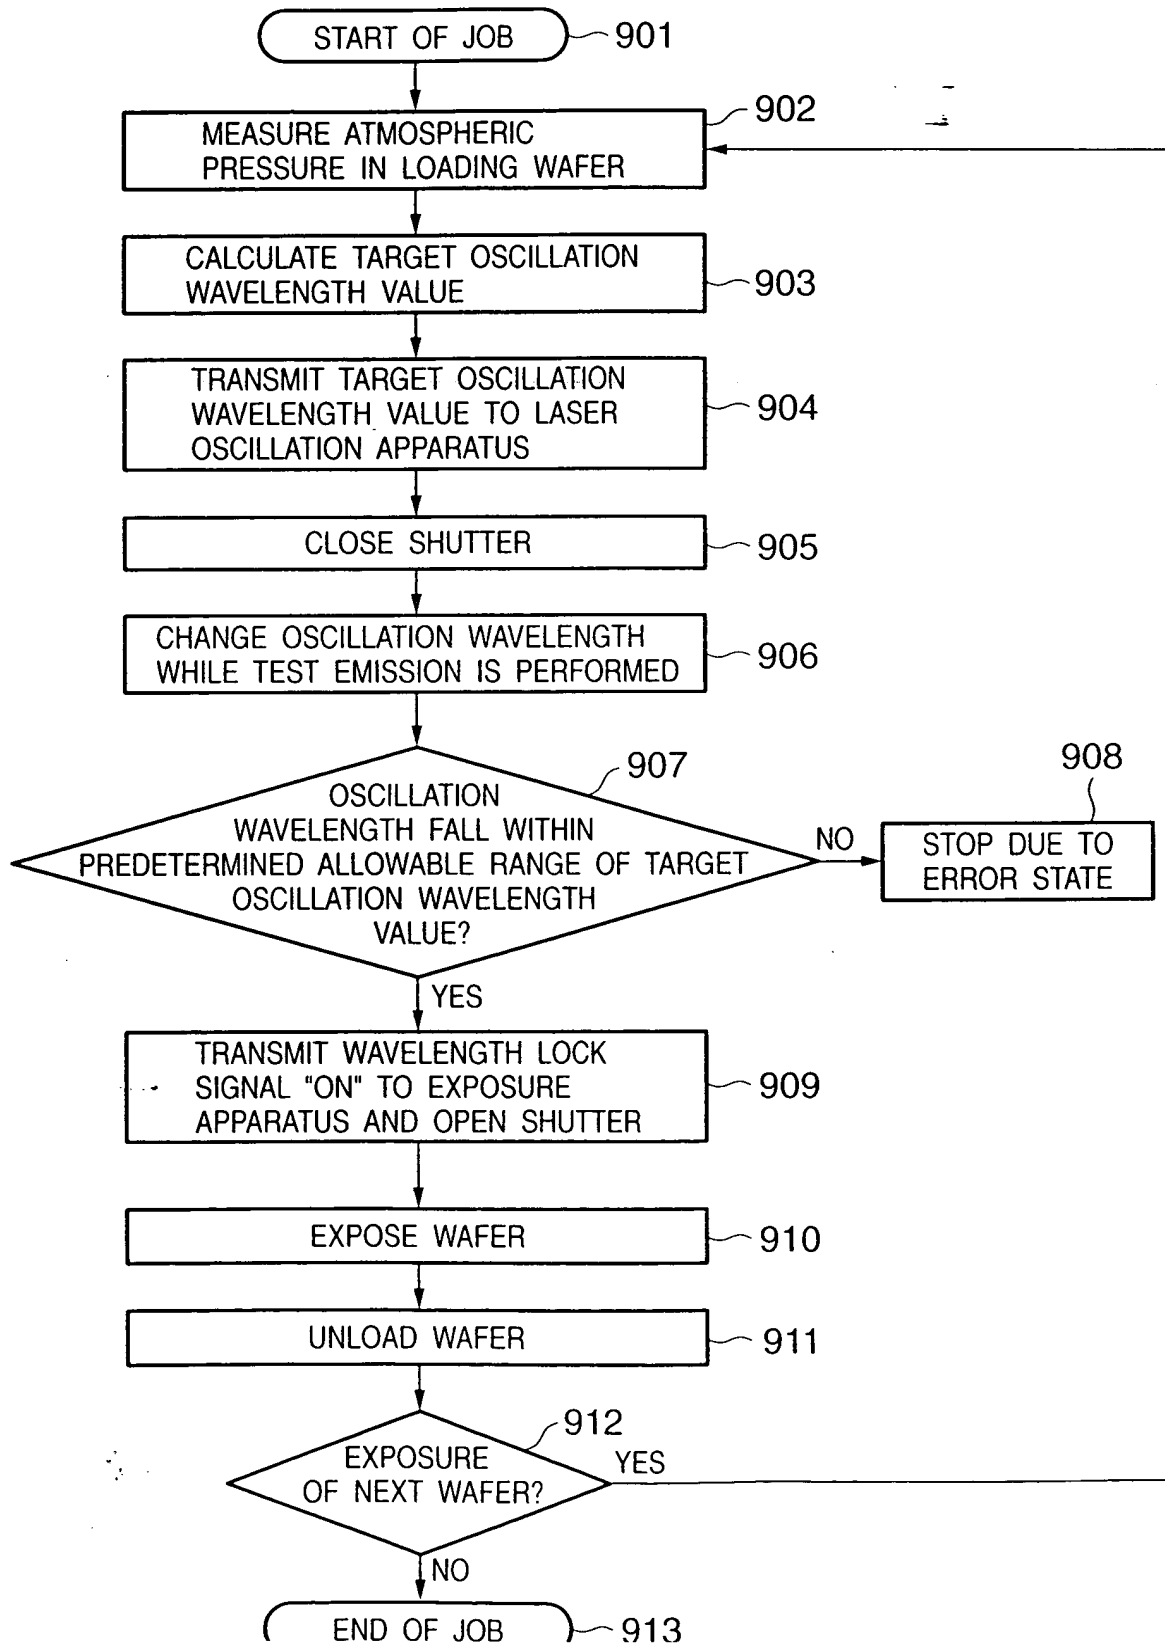 START OF JOB
901
902
MEASURE ATMOSPHERIC
PRESSURE IN LOADING WAFER
CALCULATE TARGET OSCILLATION
WAVELENGTH VALUE
903
TRANSMIT TARGET OSCILLATION
WAVELENGTH VALUE TO LASER
OSCILLATION APPARATUS
904
CLOSE SHUTTER
905
CHANGE OSCILLATION WAVELENGTH
WHILE TEST EMISSION IS PERFORMED
906
907
OSCILLATION
WAVELENGTH FALL WITHIN
PREDETERMINED ALLOWABLE RANGE OF TARGET
OSCILLATION WAVELENGTH
VALUE?
NO
908
STOP DUE TO
ERROR STATE
YES
TRANSMIT WAVELENGTH LOCK
SIGNAL "ON" TO EXPOSURE
APPARATUS AND OPEN SHUTTER
909
EXPOSE WAFER
910
UNLOAD WAFER
911
912
EXPOSURE
OF NEXT WAFER?
YES
NO
END OF JOB
913